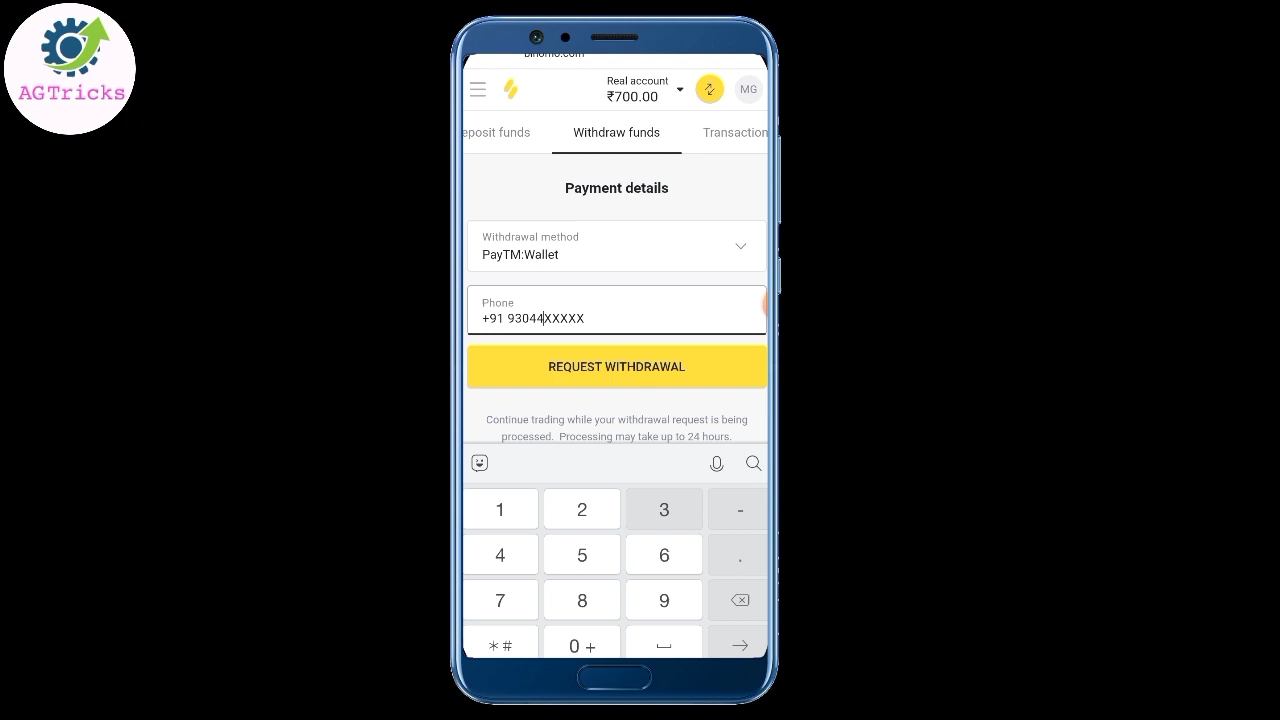 AGTricks
binomo.com
Real account
₹700.00
MG
eposit funds
Withdraw funds
Transaction
Payment details
Withdrawal method
PayTM:Wallet
Phone
+91 93044XXXXX
REQUEST WITHDRAWAL
Continue trading while your withdrawal request is being
processed. Processing may take up to 24 hours.
1 2 3 -
4 5 6 .
7 8 9
*# 0 +